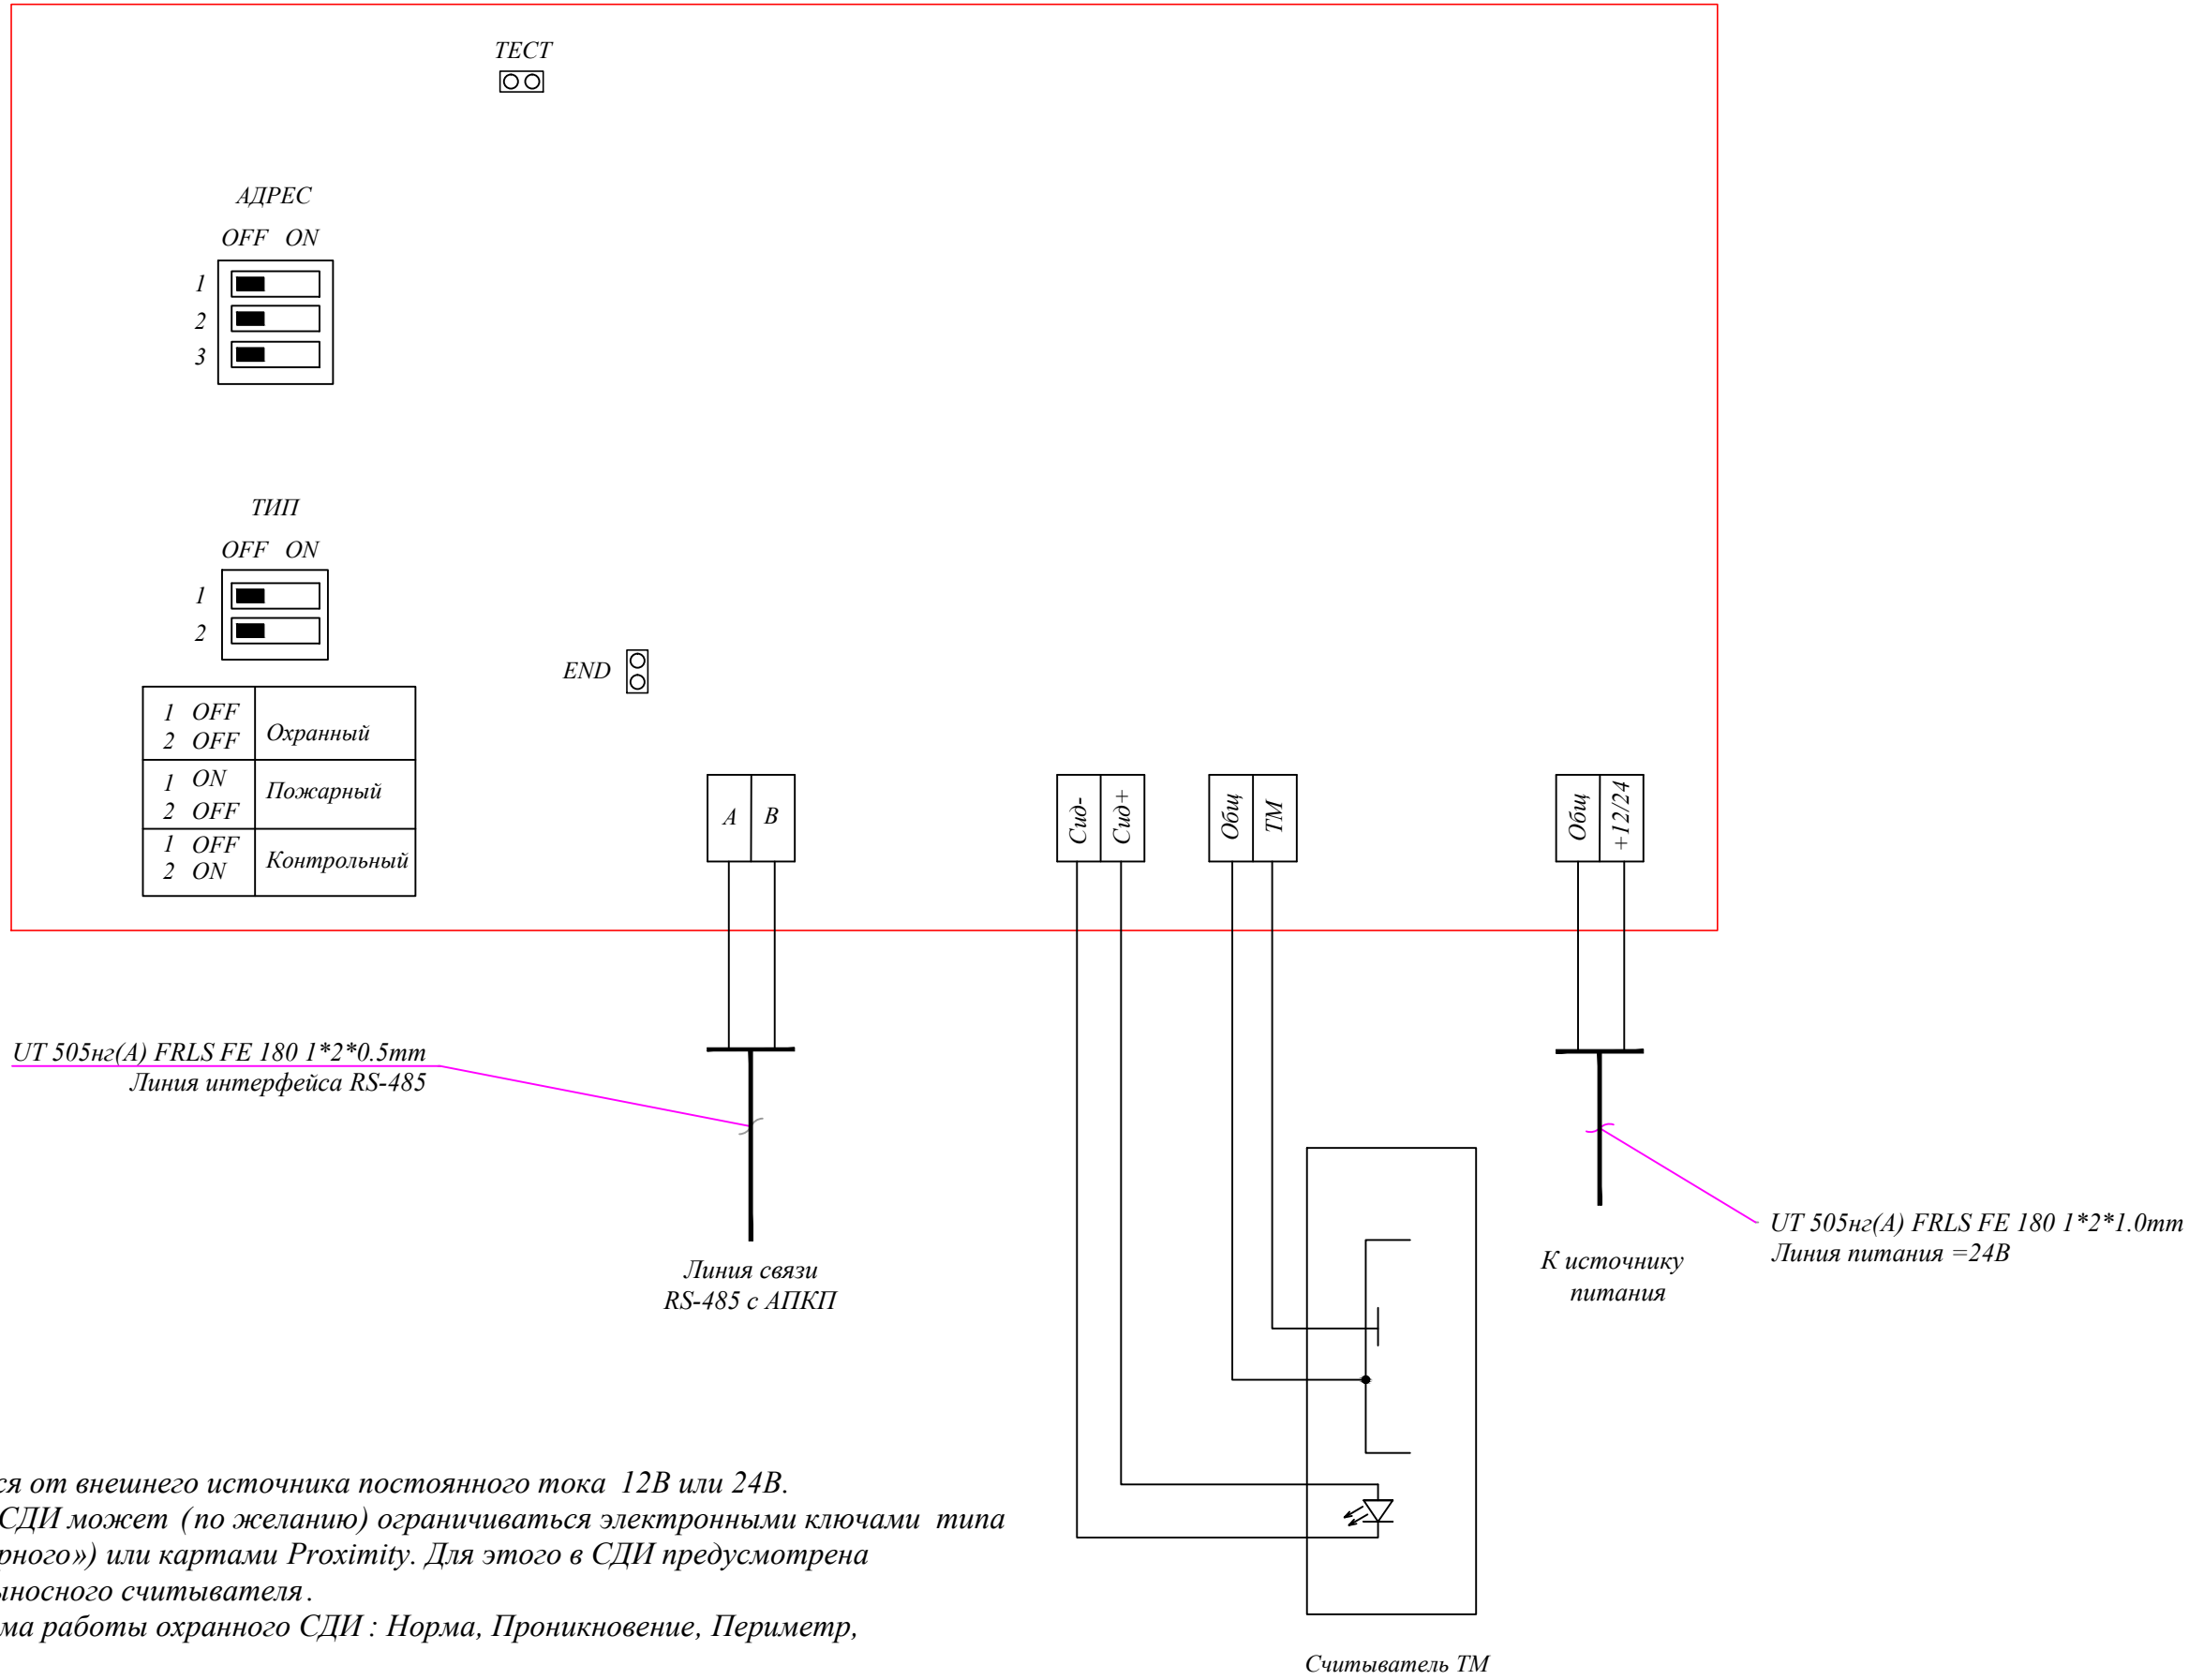 ТЕСТ
АДРЕС
OFF ON
1
2
3
ТИП
OFF ON
1
2
END
1 OFF
2 OFF
Охранный
1 ON
2 OFF
Пожарный
1 OFF
2 ON
Контрольный
A B
Сид- Сид+
Общ ТМ
Общ +12/24
UT 505нг(А) FRLS FE 180 1*2*0.5mm
Линия интерфейса RS-485
Линия связи
RS-485 с АПКП
К источнику
питания
UT 505нг(А) FRLS FE 180 1*2*1.0mm
Линия питания =24В
ся от внешнего источника постоянного тока 12В или 24В.
СДИ может (по желанию) ограничиваться электронными ключами типа
рного») или картами Proximity. Для этого в СДИ предусмотрена
ыносного считывателя.
ма работы охранного СДИ : Норма, Проникновение, Периметр,
Считыватель ТМ